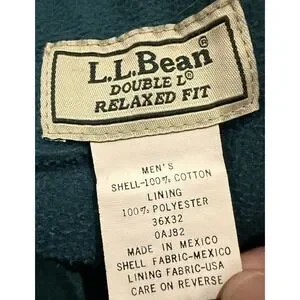 L.L.Bean®
DOUBLE L®
RELAXED FIT
MEN'S
SHELL-100% COTTON
LINING
100% POLYESTER
36X32
0AJ82
MADE IN MEXICO
SHELL FABRIC-MEXICO
LINING FABRIC-USA
CARE ON REVERSE